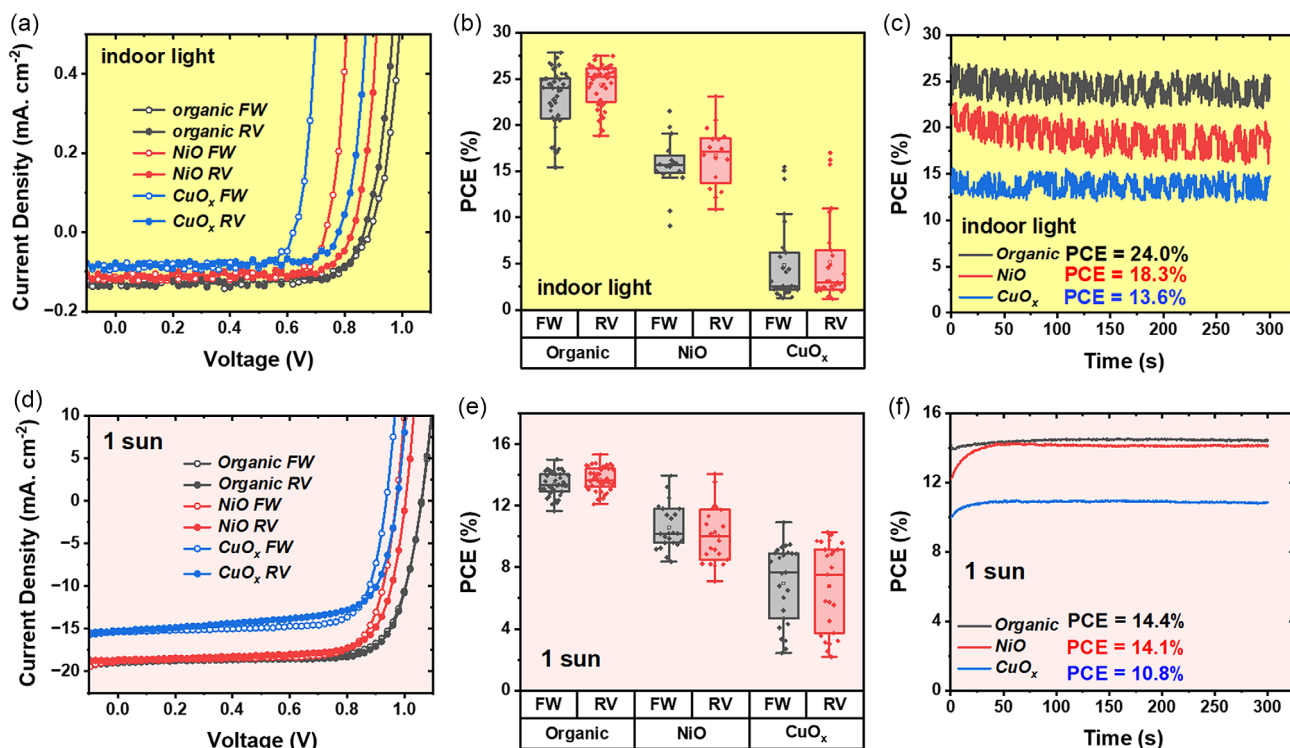 (a)
indoor light
organic FW
organic RV
NiO FW
NiO RV
CuOₓ FW
CuOₓ RV
0.4
0.2
0.0
−0.2
0.0 0.2 0.4 0.6 0.8 1.0
Current Density (mA. cm⁻²)
Voltage (V)
(b)
30
25
20
15
10
5
0
PCE (%)
indoor light
FW RV FW RV FW RV
Organic NiO CuOₓ
(c)
30
25
20
15
10
5
0
PCE (%)
indoor light
Organic PCE = 24.0%
NiO PCE = 18.3%
CuOₓ PCE = 13.6%
0 50 100 150 200 250 300
Time (s)
(d)
1 sun
Organic FW
Organic RV
NiO FW
NiO RV
CuOₓ FW
CuOₓ RV
10
5
0
−5
−10
−15
−20
0.0 0.2 0.4 0.6 0.8 1.0
Current Density (mA. cm⁻²)
Voltage (V)
(e)
18
16
14
12
10
8
6
4
2
0
PCE (%)
1 sun
FW RV FW RV FW RV
Organic NiO CuOₓ
(f)
16
12
8
4
0
PCE (%)
1 sun
Organic PCE = 14.4%
NiO PCE = 14.1%
CuOₓ PCE = 10.8%
0 50 100 150 200 250 300
Time (s)